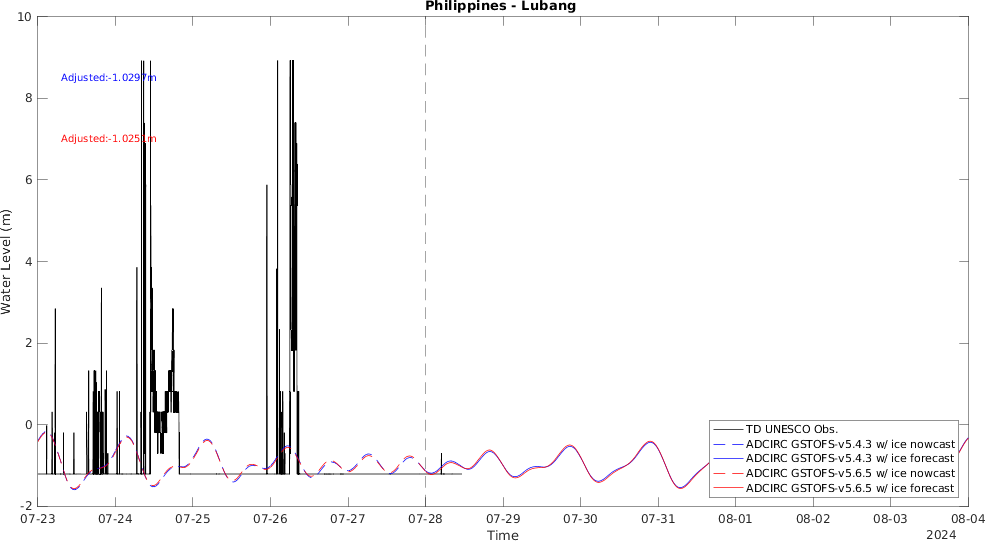 Philippines - Lubang
10
8
6
4
2
0
-2
Water Level (m)
Adjusted:-1.0297m
Adjusted:-1.0251m
TD UNESCO Obs.
ADCIRC GSTOFS-v5.4.3 w/ ice nowcast
ADCIRC GSTOFS-v5.4.3 w/ ice forecast
ADCIRC GSTOFS-v5.6.5 w/ ice nowcast
ADCIRC GSTOFS-v5.6.5 w/ ice forecast
07-23 07-24 07-25 07-26 07-27 07-28 07-29 07-30 07-31 08-01 08-02 08-03 08-04
Time
2024